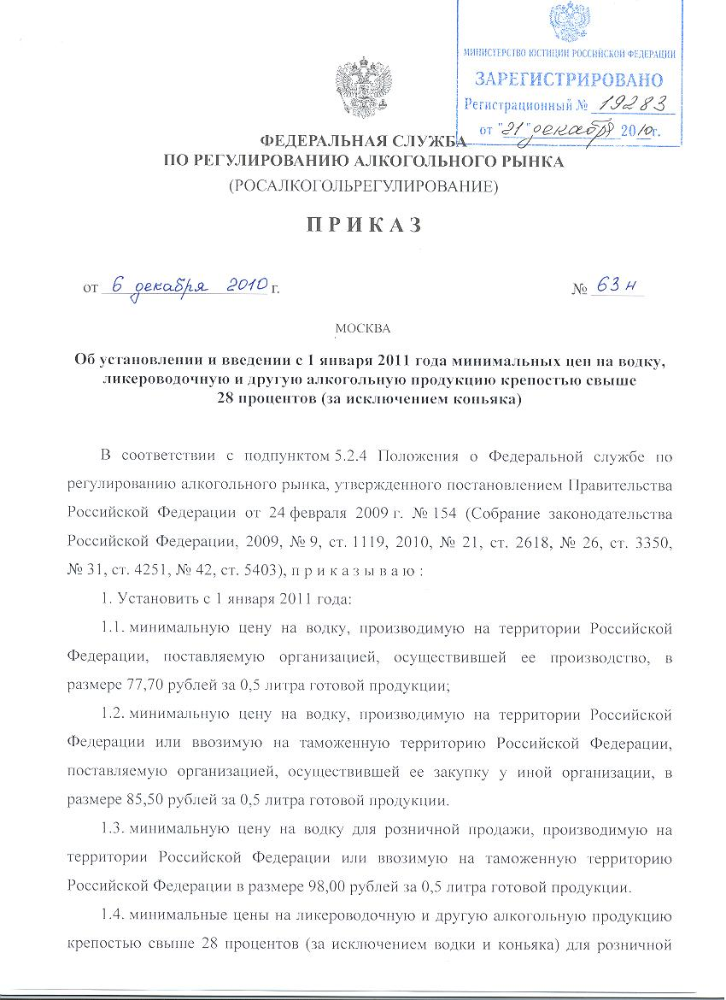 МИНИСТЕРСТВО ЮСТИЦИИ РОССИЙСКОЙ ФЕДЕРАЦИИ
ЗАРЕГИСТРИРОВАНО
Регистрационный № 19283
от "21" декабря 2010г.
ФЕДЕРАЛЬНАЯ СЛУЖБА
ПО РЕГУЛИРОВАНИЮ АЛКОГОЛЬНОГО РЫНКА
(РОСАЛКОГОЛЬРЕГУЛИРОВАНИЕ)
П Р И К А З
от 6 декабря 2010 г. № 63н
МОСКВА
Об установлении и введении с 1 января 2011 года минимальных цен на водку,
ликероводочную и другую алкогольную продукцию крепостью свыше
28 процентов (за исключением коньяка)
В соответствии с подпунктом 5.2.4 Положения о Федеральной службе по
регулированию алкогольного рынка, утвержденного постановлением Правительства
Российской Федерации от 24 февраля 2009 г. № 154 (Собрание законодательства
Российской Федерации, 2009, № 9, ст. 1119, 2010, № 21, ст. 2618, № 26, ст. 3350,
№ 31, ст. 4251, № 42, ст. 5403), п р и к а з ы в а ю :
1. Установить с 1 января 2011 года:
1.1. минимальную цену на водку, производимую на территории Российской
Федерации, поставляемую организацией, осуществившей ее производство, в
размере 77,70 рублей за 0,5 литра готовой продукции;
1.2. минимальную цену на водку, производимую на территории Российской
Федерации или ввозимую на таможенную территорию Российской Федерации,
поставляемую организацией, осуществившей ее закупку у иной организации, в
размере 85,50 рублей за 0,5 литра готовой продукции.
1.3. минимальную цену на водку для розничной продажи, производимую на
территории Российской Федерации или ввозимую на таможенную территорию
Российской Федерации в размере 98,00 рублей за 0,5 литра готовой продукции.
1.4. минимальные цены на ликероводочную и другую алкогольную продукцию
крепостью свыше 28 процентов (за исключением водки и коньяка) для розничной